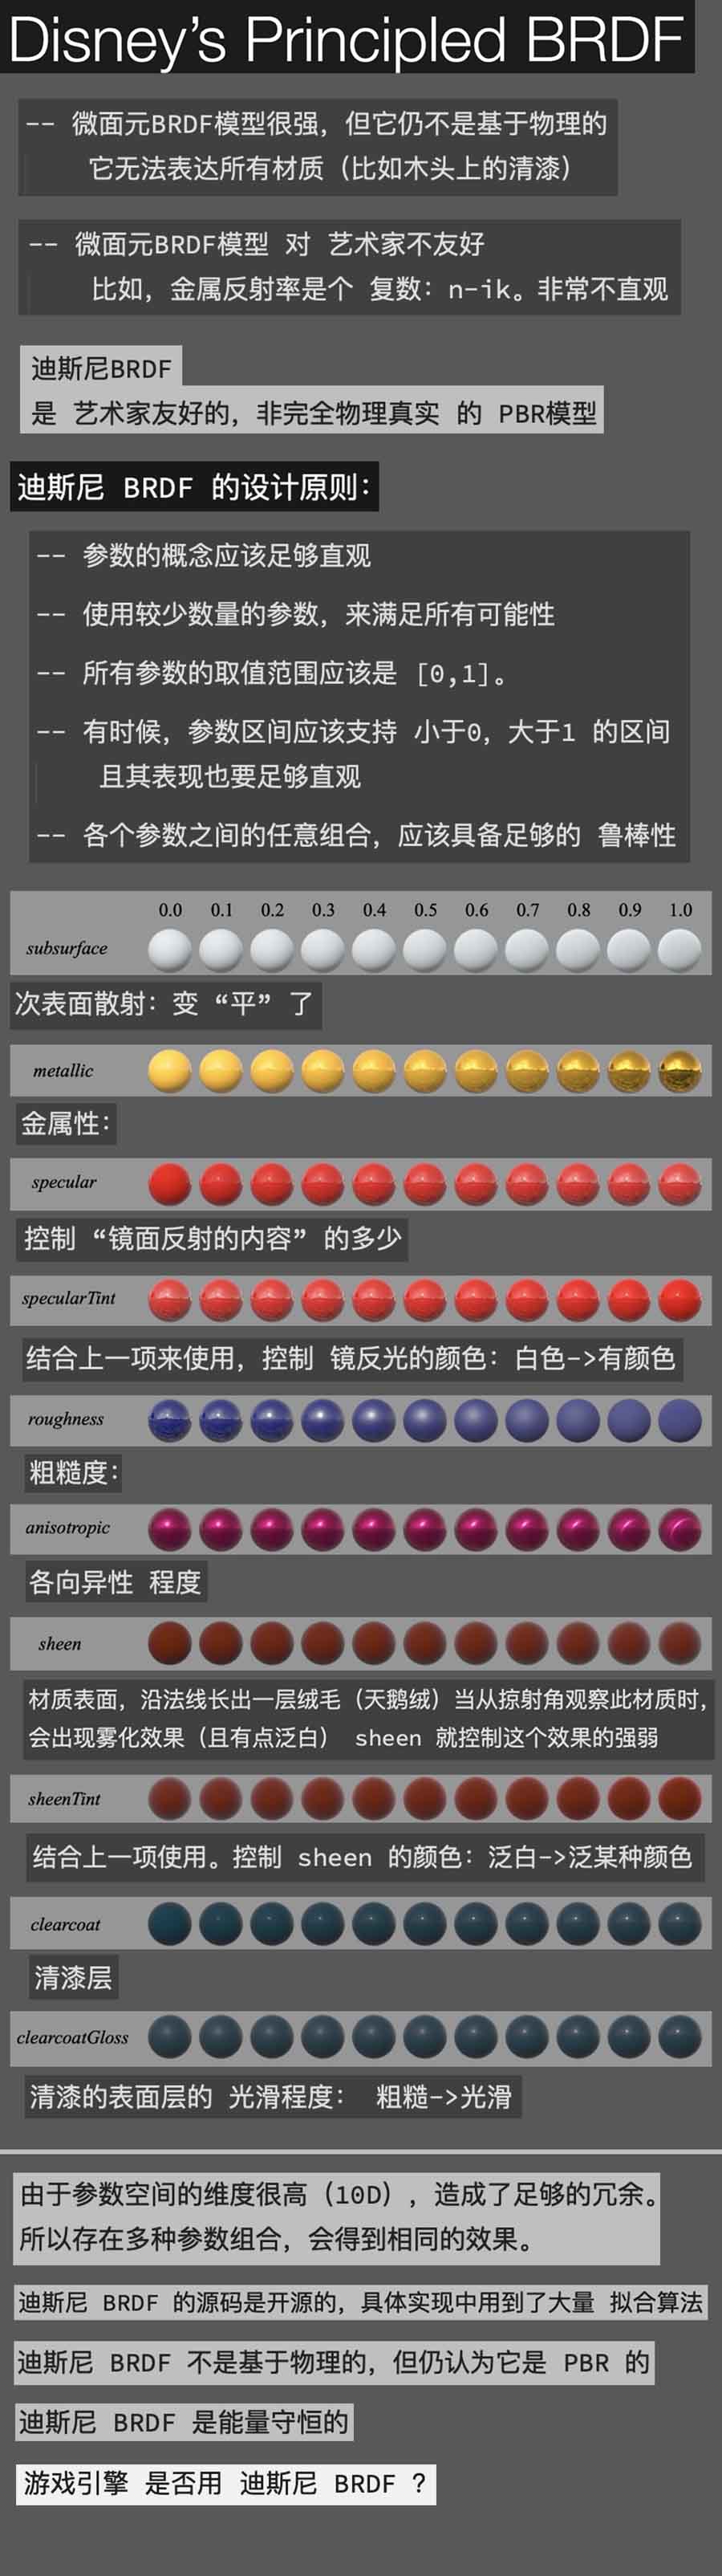 Disney's Principled BRDF
-- 微面元BRDF模型很强，但它仍不是基于物理的
它无法表达所有材质（比如木头上的清漆）
-- 微面元BRDF模型 对 艺术家不友好
比如，金属反射率是个 复数：n-ik。非常不直观
迪斯尼BRDF
是 艺术家友好的，非完全物理真实 的 PBR模型
迪斯尼 BRDF 的设计原则：
-- 参数的概念应该足够直观
-- 使用较少数量的参数，来满足所有可能性
-- 所有参数的取值范围应该是 [0,1]。
-- 有时候，参数区间应该支持 小于0，大于1 的区间
且其表现也要足够直观
-- 各个参数之间的任意组合，应该具备足够的 鲁棒性
0.0 0.1 0.2 0.3 0.4 0.5 0.6 0.7 0.8 0.9 1.0
subsurface
次表面散射：变 “平” 了
metallic
金属性：
specular
控制 “镜面反射的内容” 的多少
specularTint
结合上一项来使用，控制 镜反光的颜色：白色->有颜色
roughness
粗糙度：
anisotropic
各向异性 程度
sheen
材质表面，沿法线长出一层绒毛（天鹅绒）当从掠射角观察此材质时，
会出现雾化效果（且有点泛白） sheen 就控制这个效果的强弱
sheenTint
结合上一项使用。控制 sheen 的颜色：泛白->泛某种颜色
clearcoat
清漆层
clearcoatGloss
清漆的表面层的 光滑程度： 粗糙->光滑
由于参数空间的维度很高（10D），造成了足够的冗余。
所以存在多种参数组合，会得到相同的效果。
迪斯尼 BRDF 的源码是开源的，具体实现中用到了大量 拟合算法
迪斯尼 BRDF 不是基于物理的，但仍认为它是 PBR 的
迪斯尼 BRDF 是能量守恒的
游戏引擎 是否用 迪斯尼 BRDF ？